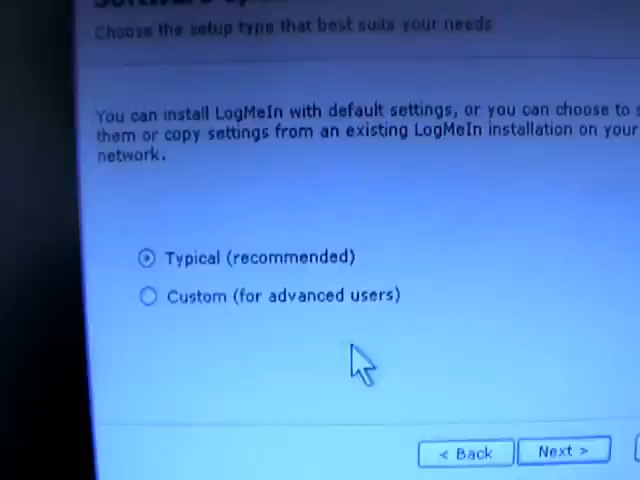 Choose the setup type that best suits your needs
You can install LogMeIn with default settings, or you can choose to
them or copy settings from an existing LogMeIn installation on your
network.
Typical (recommended)
Custom (for advanced users)
< Back
Next >